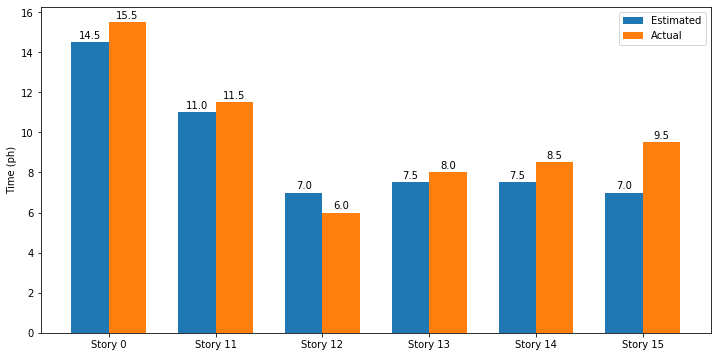 16
14
12
10
8
6
4
2
0
Time (ph)
14.5
15.5
11.0
11.5
7.0
6.0
7.5
8.0
7.5
8.5
7.0
9.5
Estimated
Actual
Story 0
Story 11
Story 12
Story 13
Story 14
Story 15